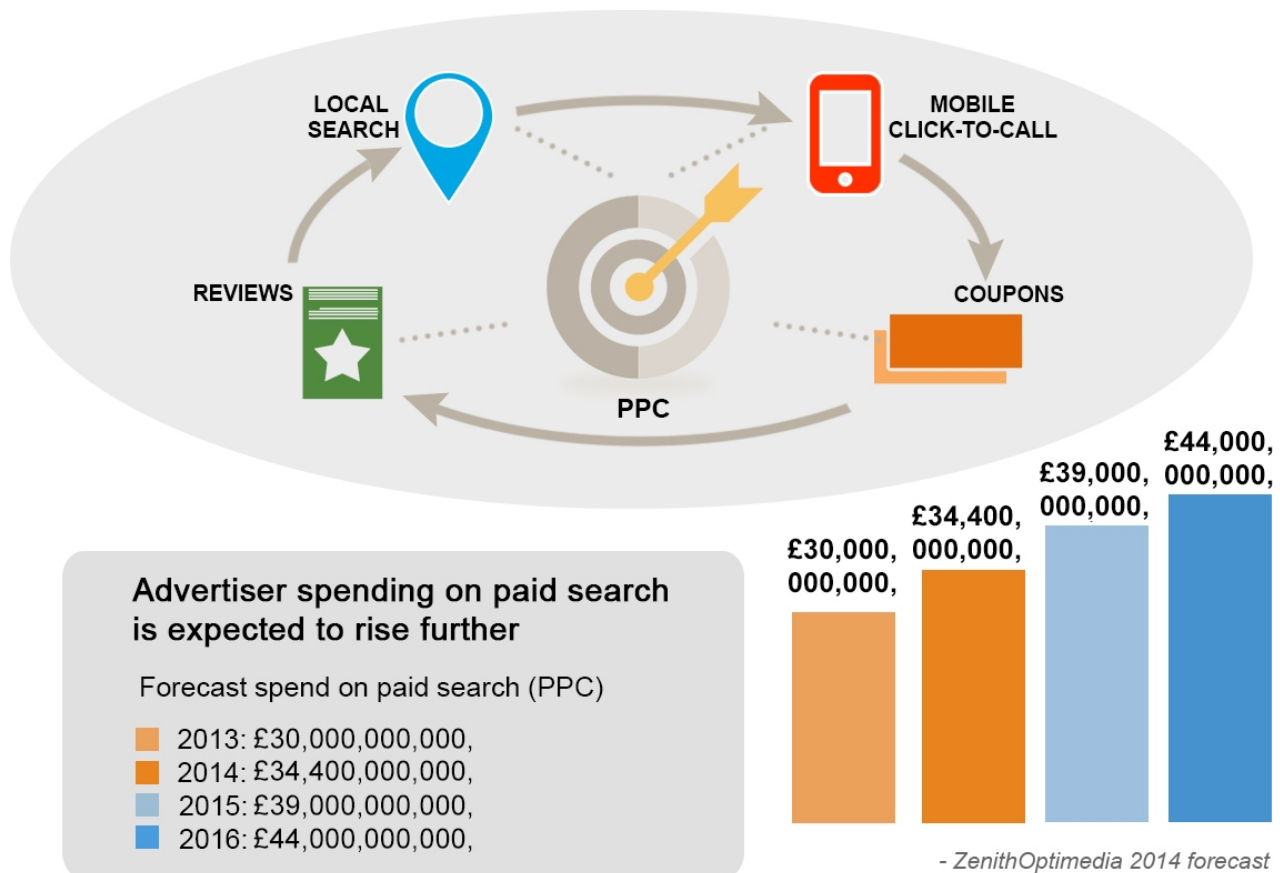 LOCAL
SEARCH
MOBILE
CLICK-TO-CALL
REVIEWS
COUPONS
PPC
£30,000,
000,000,
£34,400,
000,000,
£39,000,
000,000,
£44,000,
000,000,
Advertiser spending on paid search
is expected to rise further
Forecast spend on paid search (PPC)
2013: £30,000,000,000,
2014: £34,400,000,000,
2015: £39,000,000,000,
2016: £44,000,000,000,
- ZenithOptimedia 2014 forecast